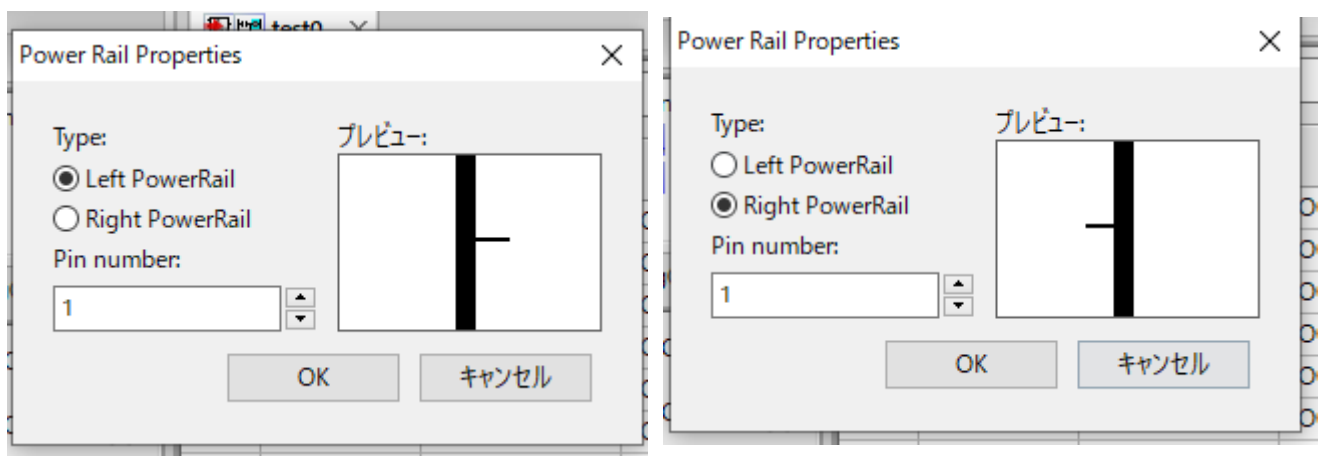 test0
Power Rail Properties
Type:
プレビュー:
Left PowerRail
Right PowerRail
Pin number:
1
OK
キャンセル
Power Rail Properties
Type:
プレビュー:
Left PowerRail
Right PowerRail
Pin number:
1
OK
キャンセル